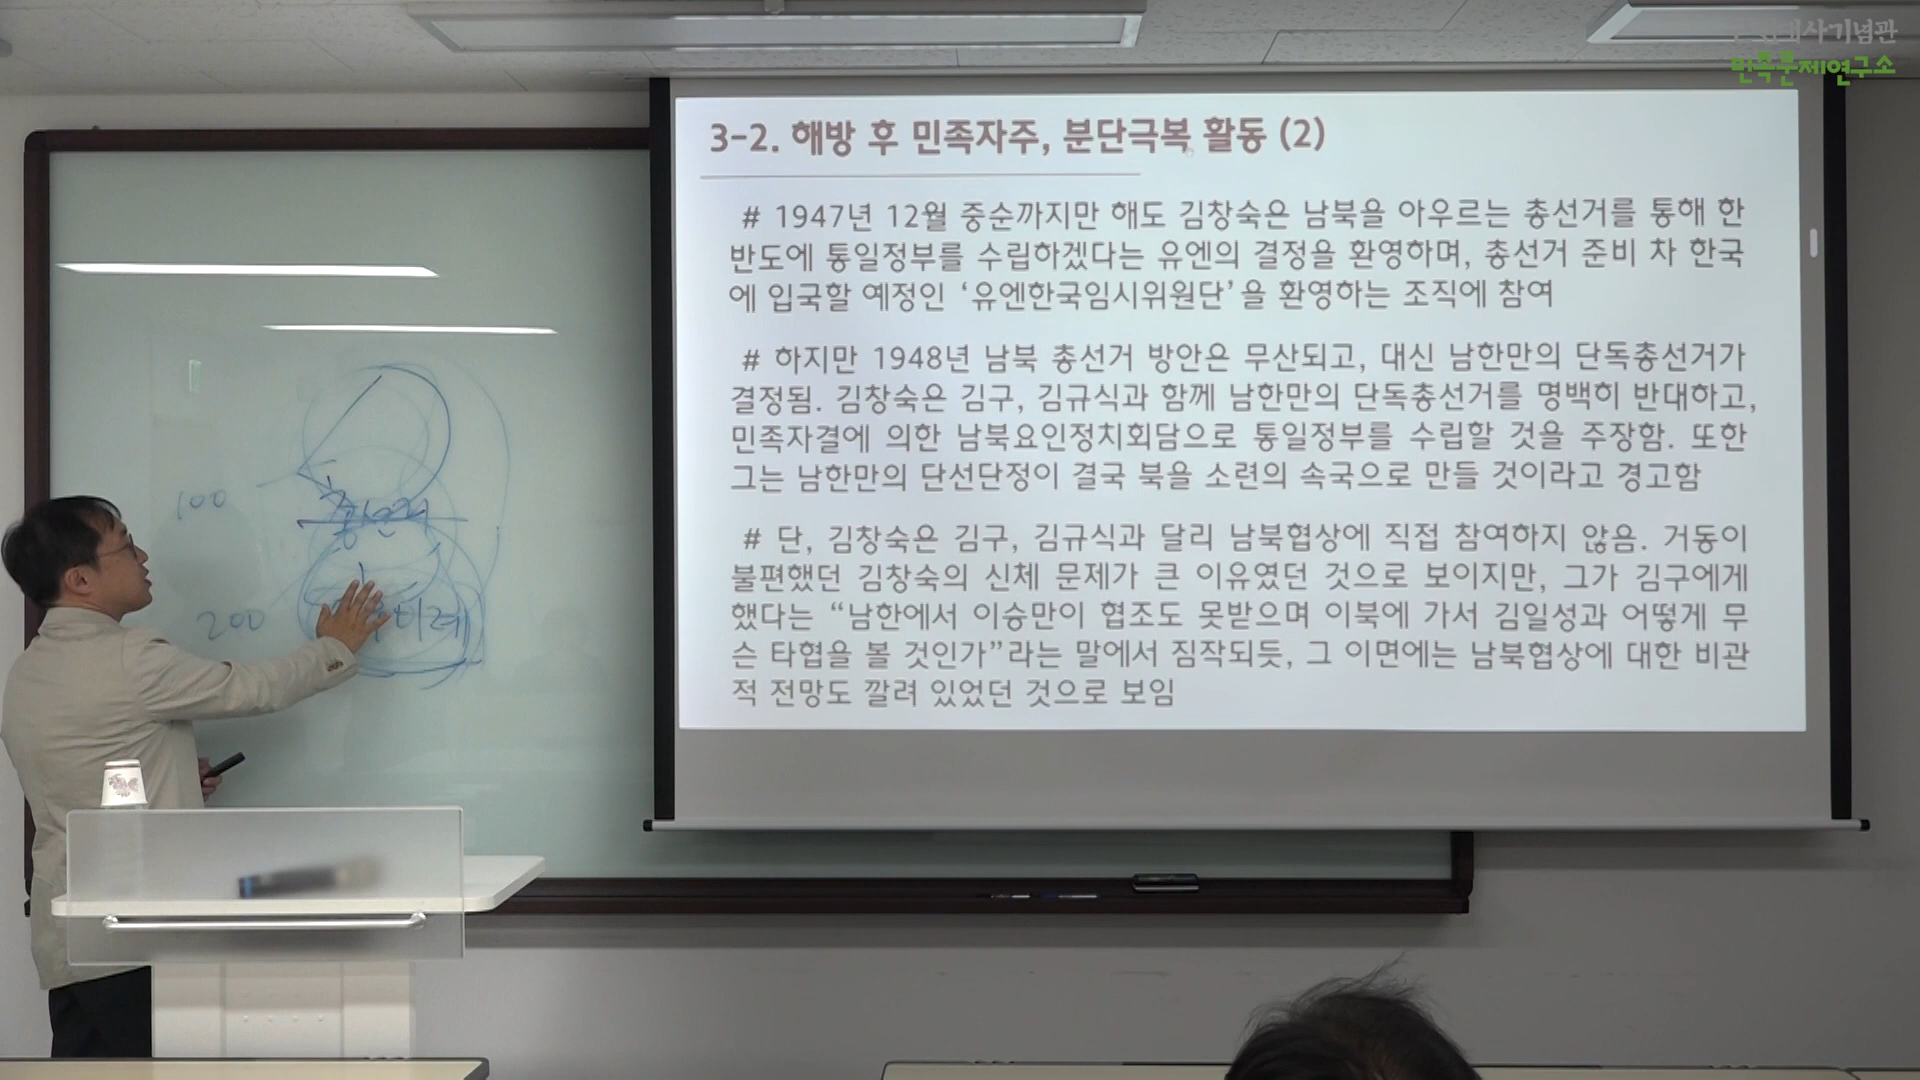 대사기념관
민족문제연구소
3-2. 해방 후 민족자주, 분단극복 활동 (2)
# 1947년 12월 중순까지만 해도 김창숙은 남북을 아우르는 총선거를 통해 한
반도에 통일정부를 수립하겠다는 유엔의 결정을 환영하며, 총선거 준비 차 한국
에 입국할 예정인 ‘유엔한국임시위원단’을 환영하는 조직에 참여
# 하지만 1948년 남북 총선거 방안은 무산되고, 대신 남한만의 단독총선거가
결정됨. 김창숙은 김구, 김규식과 함께 남한만의 단독총선거를 명백히 반대하고,
민족자결에 의한 남북요인정치회담으로 통일정부를 수립할 것을 주장함. 또한
그는 남한만의 단선단정이 결국 북을 소련의 속국으로 만들 것이라고 경고함
# 단, 김창숙은 김구, 김규식과 달리 남북협상에 직접 참여하지 않음. 거동이
불편했던 김창숙의 신체 문제가 큰 이유였던 것으로 보이지만, 그가 김구에게
했다는 “남한에서 이승만이 협조도 못받으며 이북에 가서 김일성과 어떻게 무
슨 타협을 볼 것인가”라는 말에서 짐작되듯, 그 이면에는 남북협상에 대한 비관
적 전망도 깔려 있었던 것으로 보임
100
총선거
200
비례